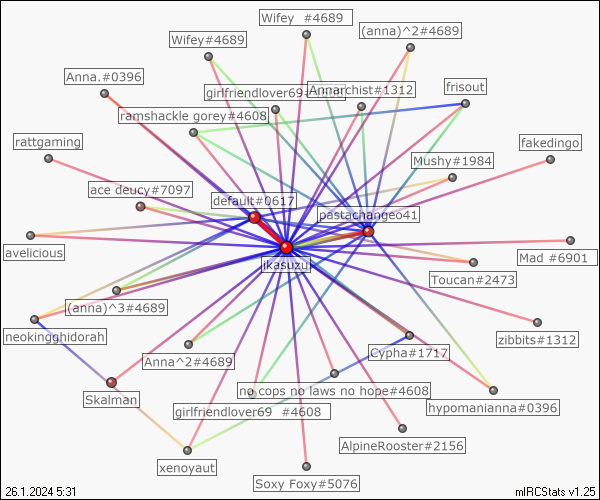 Wifey  #4689
(anna)^2#4689
Wifey#4689
Anna.#0396
frisout
girlfriendlover69
Annarchist#1312
ramshackle gorey#4608
rattgaming
fakedingo
Mushy#1984
ace deucy#7097
default#0617
pastachangeo41
avelicious
Mad #6901
ikasuzu
Toucan#2473
(anna)^3#4689
neokingghidorah
zibbits#1312
Cypha#1717
Anna^2#4689
no cops no laws no hope#4608
Skalman
girlfriendlover69  #4608
hypomanianna#0396
AlpineRooster#2156
xenoyaut
Soxy Foxy#5076
26.1.2024 5:31
mIRCStats v1.25